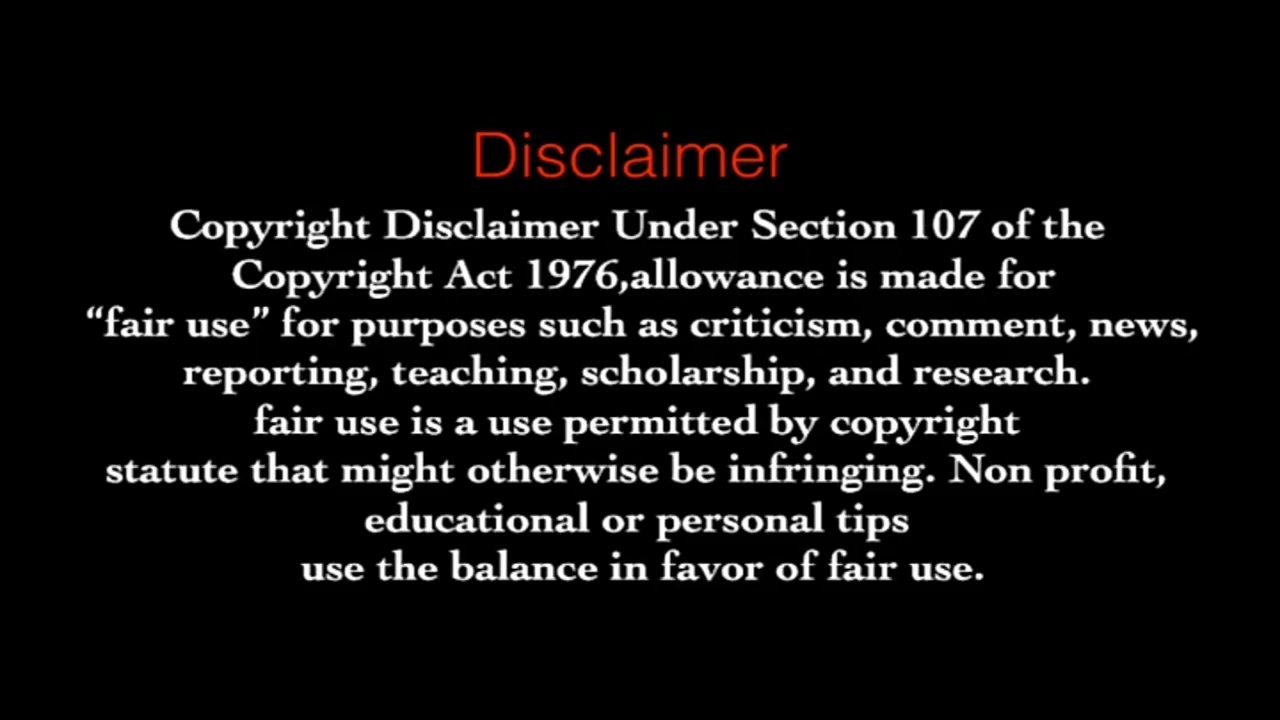 Disclaimer
Copyright Disclaimer Under Section 107 of the
Copyright Act 1976,allowance is made for
“fair use” for purposes such as criticism, comment, news,
reporting, teaching, scholarship, and research.
fair use is a use permitted by copyright
statute that might otherwise be infringing. Non profit,
educational or personal tips
use the balance in favor of fair use.